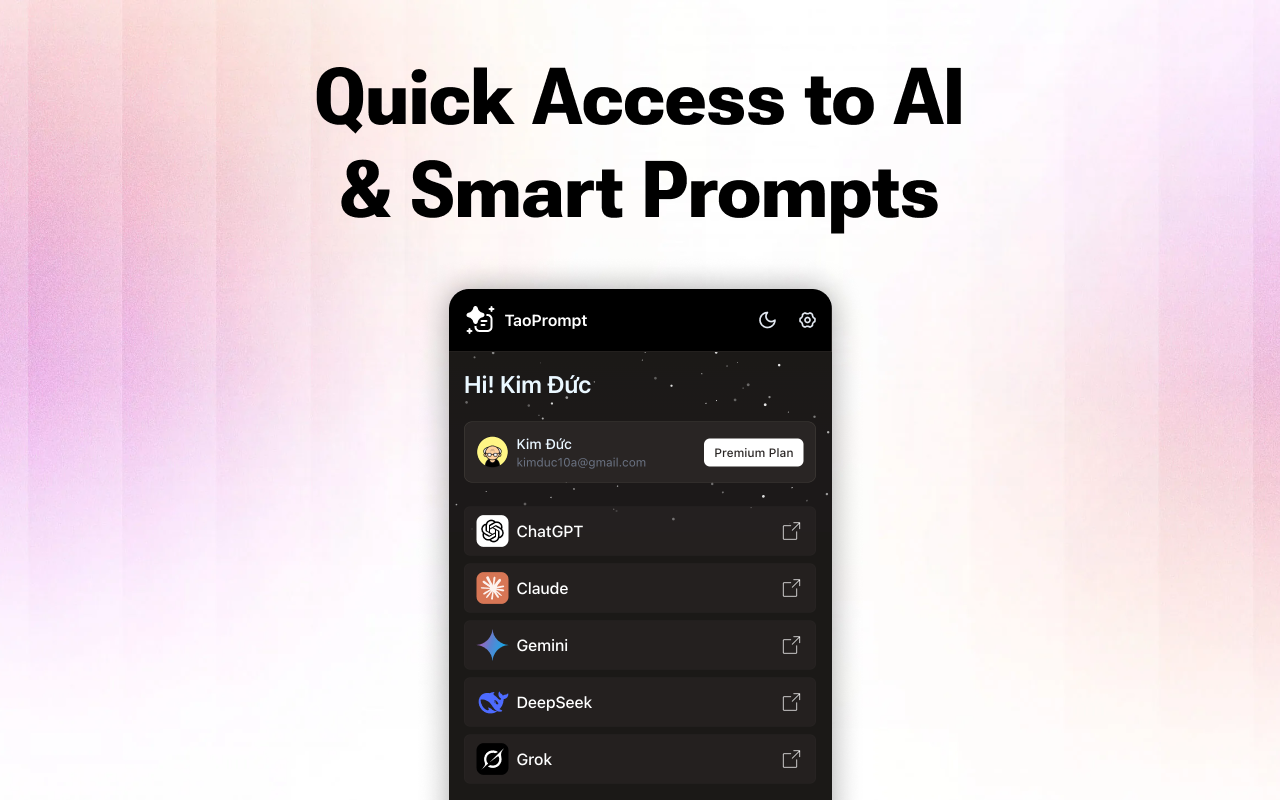 Quick Access to AI
& Smart Prompts
TaoPrompt
Hi! Kim Đức
Kim Đức
kimduc10a@gmail.com
Premium Plan
ChatGPT
Claude
Gemini
DeepSeek
Grok